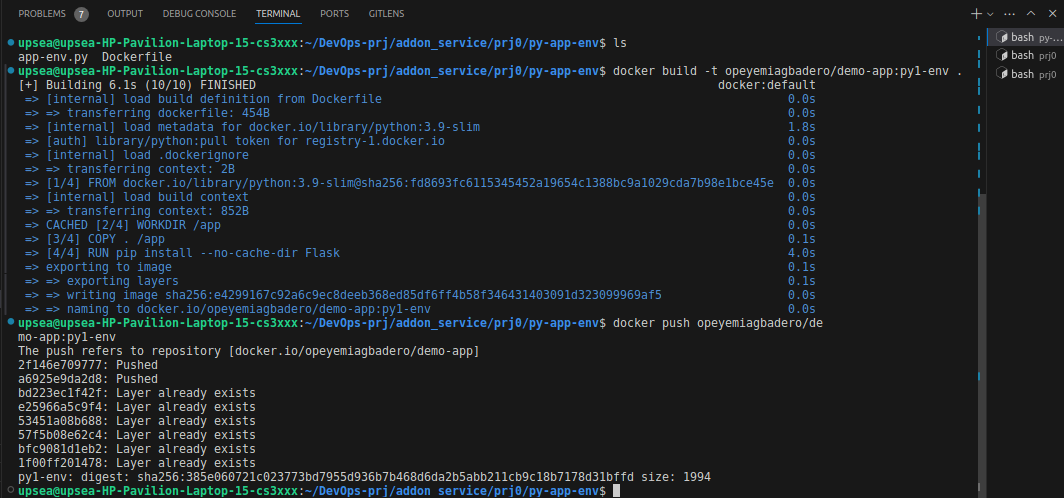 PROBLEMS 7 OUTPUT DEBUG CONSOLE TERMINAL PORTS GITLENS
upsea@upsea-HP-Pavilion-Laptop-15-cs3xxx:~/DevOps-prj/addon_service/prj0/py-app-env$ ls
app-env.py  Dockerfile
upsea@upsea-HP-Pavilion-Laptop-15-cs3xxx:~/DevOps-prj/addon_service/prj0/py-app-env$ docker build -t opeyemiagbadero/demo-app:py1-env .
[+] Building 6.1s (10/10) FINISHED docker:default
=> [internal] load build definition from Dockerfile 0.0s
=> => transferring dockerfile: 454B 0.0s
=> [internal] load metadata for docker.io/library/python:3.9-slim 1.8s
=> [auth] library/python:pull token for registry-1.docker.io 0.0s
=> [internal] load .dockerignore 0.0s
=> => transferring context: 2B 0.0s
=> [1/4] FROM docker.io/library/python:3.9-slim@sha256:fd8693fc6115345452a19654c1388bc9a1029cda7b98e1bce45e 0.0s
=> [internal] load build context 0.0s
=> => transferring context: 852B 0.0s
=> CACHED [2/4] WORKDIR /app 0.0s
=> [3/4] COPY . /app 0.1s
=> [4/4] RUN pip install --no-cache-dir Flask 4.0s
=> exporting to image 0.1s
=> => exporting layers 0.1s
=> => writing image sha256:e4299167c92a6c9ec8deeb368ed85df6ff4b58f346431403091d323099969af5 0.0s
=> => naming to docker.io/opeyemiagbadero/demo-app:py1-env 0.0s
upsea@upsea-HP-Pavilion-Laptop-15-cs3xxx:~/DevOps-prj/addon_service/prj0/py-app-env$ docker push opeyemiagbadero/de
mo-app:py1-env
The push refers to repository [docker.io/opeyemiagbadero/demo-app]
2f146e709777: Pushed
a6925e9da2d8: Pushed
bd223ec1f42f: Layer already exists
e25966a5c9f4: Layer already exists
53451a08b688: Layer already exists
57f5b08e62c4: Layer already exists
bfc9081d1eb2: Layer already exists
1f00ff201478: Layer already exists
py1-env: digest: sha256:385e060721c023773bd7955d936b7b468d6da2b5abb211cb9c18b7178d31bffd size: 1994
upsea@upsea-HP-Pavilion-Laptop-15-cs3xxx:~/DevOps-prj/addon_service/prj0/py-app-env$
bash py-...
bash prj0
bash prj0